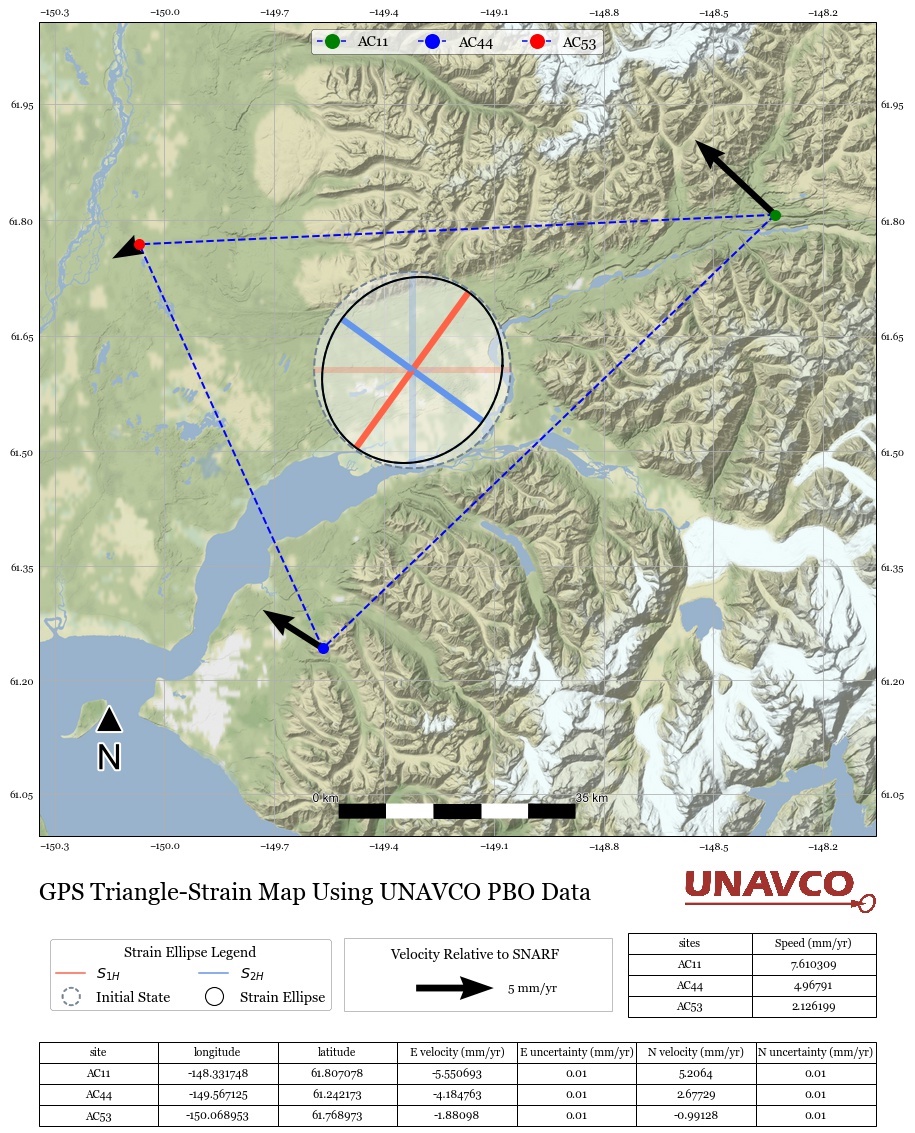 −150.3 −150.0 −149.7 −149.4 −149.1 −148.8 −148.5 −148.2
AC11 AC44 AC53
61.95 61.95
61.80 61.80
61.65 61.65
61.50 61.50
61.35 61.35
61.20 61.20
N
61.05 61.05
0 km 35 km
−150.3 −150.0 −149.7 −149.4 −149.1 −148.8 −148.5 −148.2
GPS Triangle-Strain Map Using UNAVCO PBO Data
UNAVCO
Strain Ellipse Legend
S1H S2H
Initial State Strain Ellipse
Velocity Relative to SNARF
5 mm/yr
sites Speed (mm/yr)
AC11 7.610309
AC44 4.96791
AC53 2.126199
site longitude latitude E velocity (mm/yr) E uncertainty (mm/yr) N velocity (mm/yr) N uncertainty (mm/yr)
AC11 -148.331748 61.807078 -5.550693 0.01 5.2064 0.01
AC44 -149.567125 61.242173 -4.184763 0.01 2.67729 0.01
AC53 -150.068953 61.768973 -1.88098 0.01 -0.99128 0.01